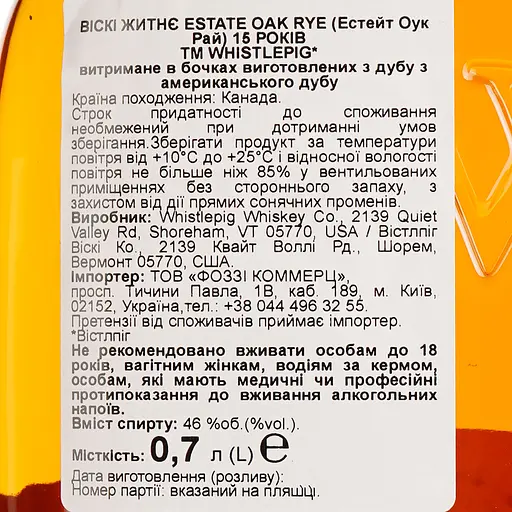 ВІСКІ ЖИТНЄ ESTATE OAK RYE (Естейт Оук
Рай) 15 РОКІВ
ТМ WHISTLEPIG*
витримане в бочках виготовлених з дубу з
американського дубу
Країна походження: Канада.
Строк придатності до споживання
необмежений при дотриманні умов
зберігання.Зберігати продукт за температури
повітря від +10°С до +25°С і відносної вологості
повітря не більше ніж 85% у вентильованих
приміщеннях без стороннього запаху, з
захистом від дії прямих сонячних променів.
Виробник: Whistlepig Whiskey Co., 2139 Quiet
Valley Rd, Shoreham, VT 05770, USA / Вістлпіг
Віскі Ко., 2139 Квайт Воллі Рд., Шорем,
Вермонт 05770, США.
Імпортер: ТОВ «ФОЗЗІ КОММЕРЦ»,
просп. Тичини Павла, 1В, каб. 189, м. Київ,
02152, Україна,тел.: +38 044 496 32 55.
Претензії від споживачів приймає імпортер.
*Вістлпіг
Не рекомендовано вживати особам до 18
років, вагітним жінкам, водіям за кермом,
особам, які мають медичні чи професійні
протипоказання до вживання алкогольних
напоїв.
Вміст спирту: 46 %об.(%vol.).
Місткість: 0,7 л (L) ℮
Дата виготовлення (розливу):
Номер партії: вказаний на пляшці.